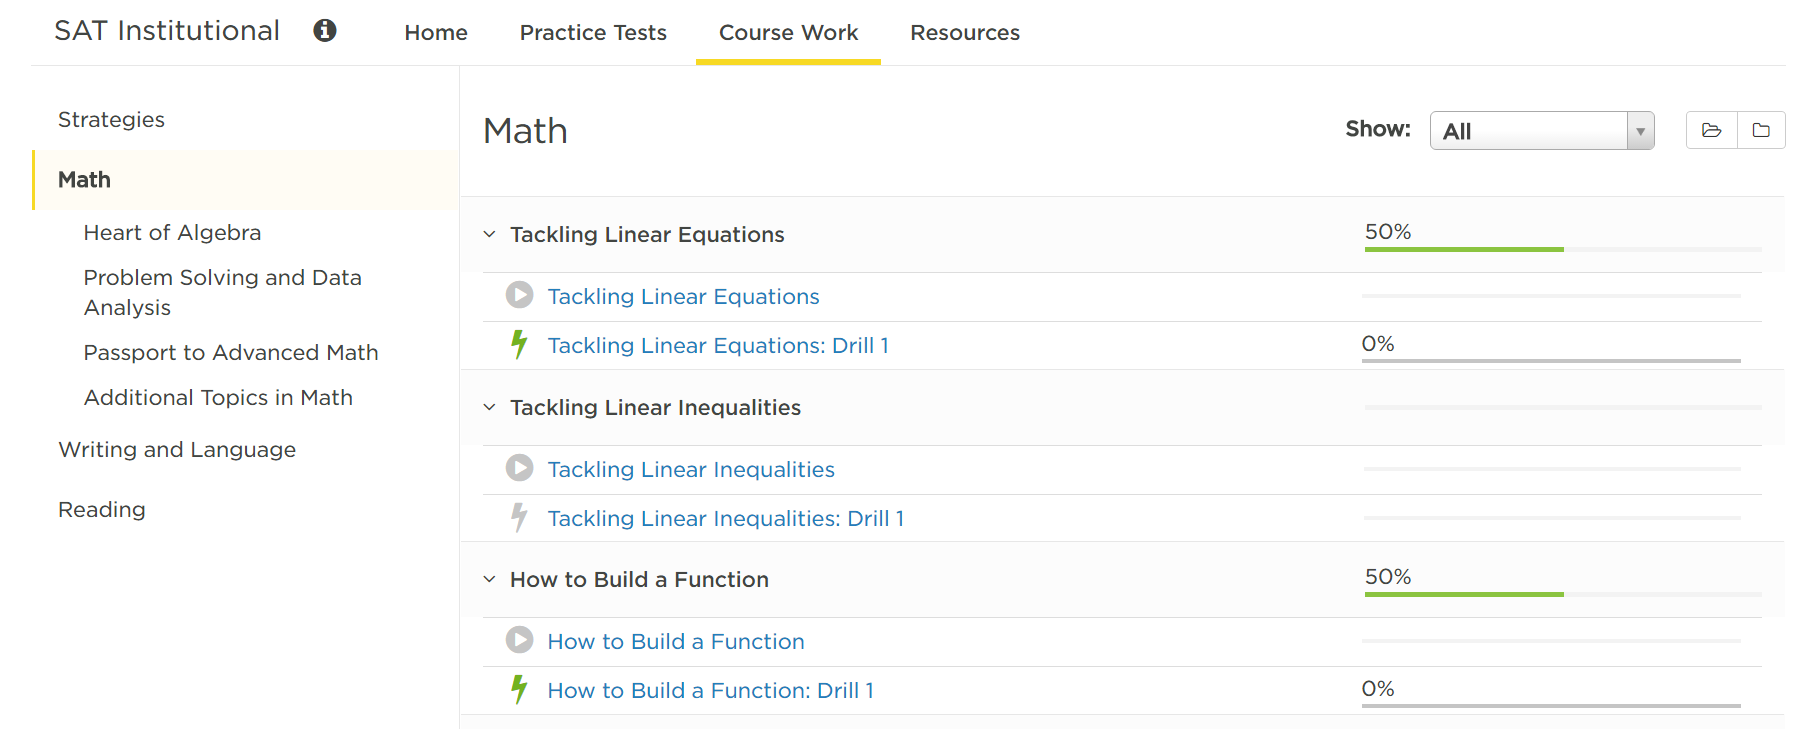 SAT Institutional
Home
Practice Tests
Course Work
Resources
Strategies
Math
Heart of Algebra
Problem Solving and Data
Analysis
Passport to Advanced Math
Additional Topics in Math
Writing and Language
Reading
Math
Show:
All
Tackling Linear Equations
50%
Tackling Linear Equations
Tackling Linear Equations: Drill 1
0%
Tackling Linear Inequalities
Tackling Linear Inequalities
Tackling Linear Inequalities: Drill 1
How to Build a Function
50%
How to Build a Function
How to Build a Function: Drill 1
0%